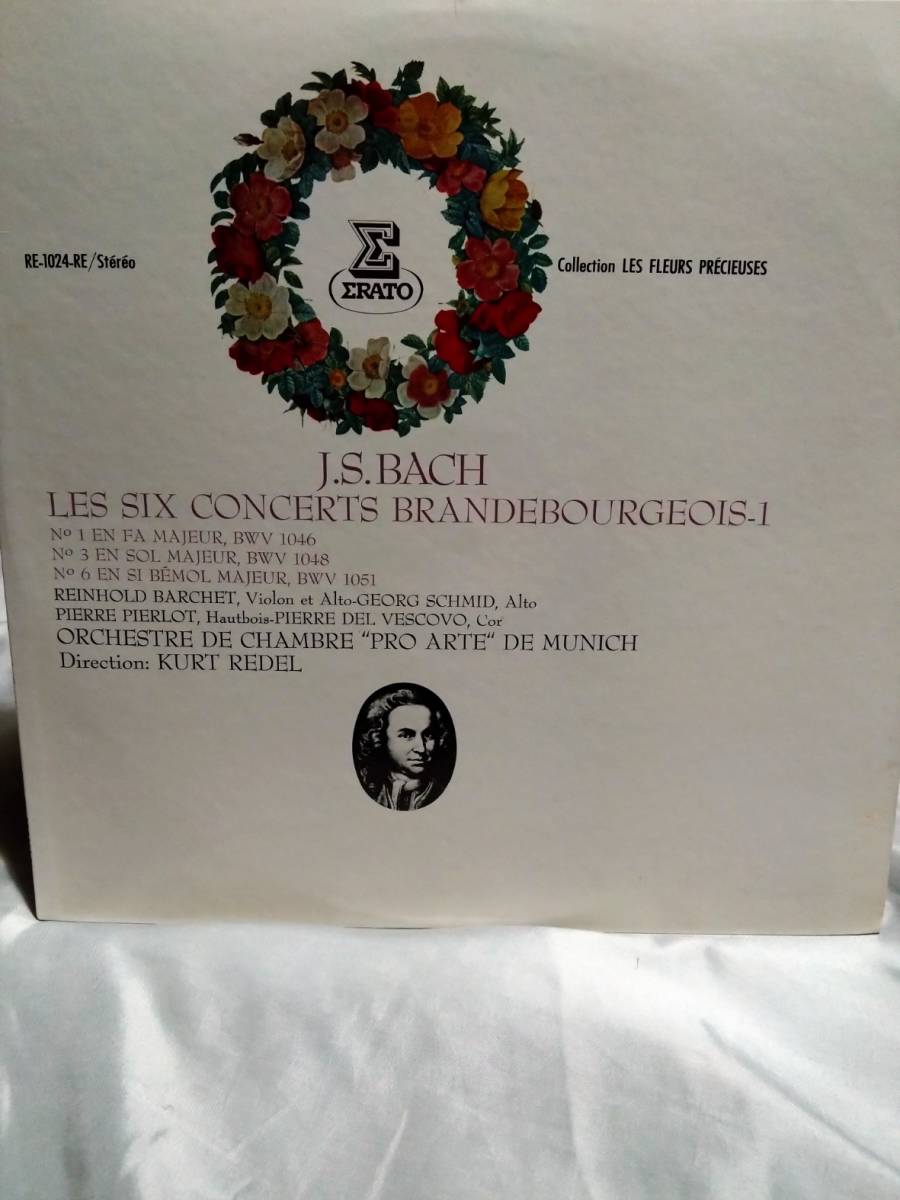 RE-1024-RE/Stéréo
ΣRATO
Collection LES FLEURS PRÉCIEUSES
J.S. BACH
LES SIX CONCERTS BRANDEBOURGEOIS-1
Nº 1 EN FA MAJEUR, BWV 1046
Nº 3 EN SOL MAJEUR, BWV 1048
Nº 6 EN SI BÉMOL MAJEUR, BWV 1051
REINHOLD BARCHET, Violon et Alto-GEORG SCHMID, Alto
PIERRE PIERLOT, Hautbois-PIERRE DEL VESCOVO, Cor
ORCHESTRE DE CHAMBRE "PRO ARTE" DE MUNICH
Direction: KURT REDEL